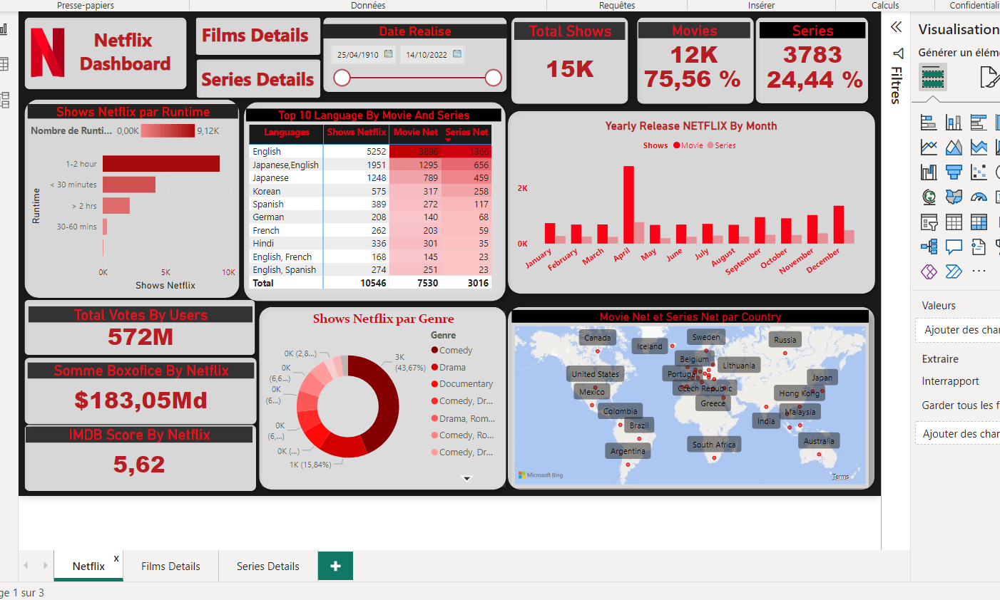 Presse-papiers
Données
Requêtes
Insérer
Calculs
Confidentiali
Netflix
Dashboard
Films Details
Series Details
Date Realise
25/04/1910
14/10/2022
Total Shows
15K
Movies
12K
75,56 %
Series
3783
24,44 %
Filtres
Visualisation
Générer un élém
Shows Netflix par Runtime
Nombre de Runti... 0,00K 9,12K
Runtime
1-2 hour
< 30 minutes
> 2 hrs
30-60 mins
0K 5K 10K
Shows Netflix
Top 10 Language By Movie And Series
Languages Shows Netflix Movie Net Series Net
English 5252 3886 1366
Japanese,English 1951 1295 656
Japanese 1248 789 459
Korean 575 317 258
Spanish 389 272 117
German 208 140 68
French 262 203 59
Hindi 336 301 35
English, French 168 145 23
English, Spanish 274 251 23
Total 10546 7530 3016
Yearly Release NETFLIX By Month
Shows Movie Series
2K
0K
January February March April May June July August September October November December
Total Votes By Users
572M
Somme Boxofice By Netflix
$183,05Md
IMDB Score By Netflix
5,62
Shows Netflix par Genre
Genre
Comedy
Drama
Documentary
Comedy, Dr...
Drama, Rom...
Comedy, Ro...
Comedy, Dr...
0K (2,8...)
3K
(43,67%)
0K
(6,6...)
0K
(6...)
0K
(6,...)
0K (...)
1K (15,84%)
Movie Net et Series Net par Country
Canada
Iceland
Sweden
Russia
Belgium
Lithuania
United States
Portuga
Japan
Mexico
Czech Republic
Hong Kong
Greece
Colombia
Malaysia
India
Brazil
Argentina
South Africa
Australia
Microsoft Bing
Terms
Valeurs
Ajouter des cha
Extraire
Interrapport
Garder tous les f
Ajouter des char
Netflix x
Films Details
Series Details
+
ge 1 sur 3